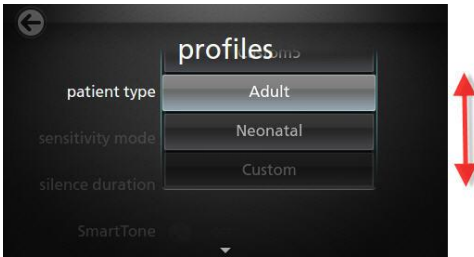 profiles
patient type Adult
sensitivity mode Neonatal
Custom
silence duration
SmartTone